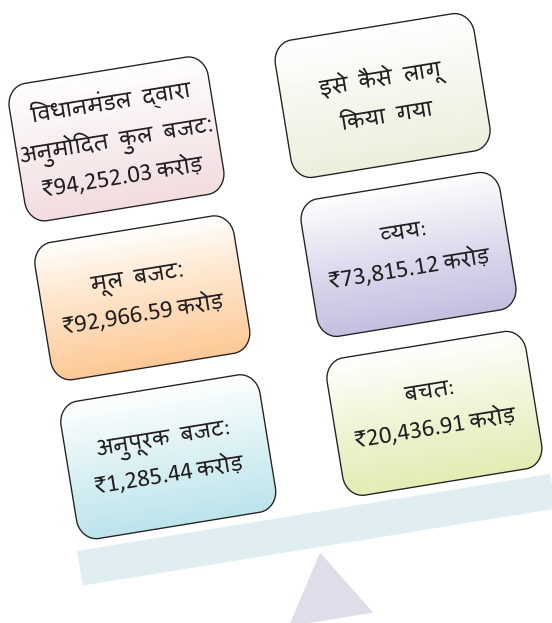 विधानमंडल द्वारा
अनुमोदित कुल बजट:
₹94,252.03 करोड़
मूल बजट:
₹92,966.59 करोड़
अनुपूरक बजट:
₹1,285.44 करोड़
इसे कैसे लागू
किया गया
व्यय:
₹73,815.12 करोड़
बचत:
₹20,436.91 करोड़